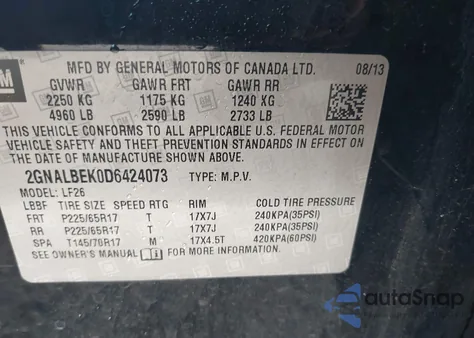 GM MFD BY GENERAL MOTORS OF CANADA LTD. 08/13
GVWR GAWR FRT GAWR RR
2250 KG 1175 KG 1240 KG
4960 LB 2590 LB 2733 LB
THIS VEHICLE CONFORMS TO ALL APPLICABLE U.S. FEDERAL MOTOR
VEHICLE SAFETY AND THEFT PREVENTION STANDARDS IN EFFECT ON
THE DATE OF MANUFACTURE SHOWN ABOVE.
2GNALBEK0D6424073 TYPE: M.P.V.
MODEL: LF26
LBBF TIRE SIZE SPEED RTG RIM COLD TIRE PRESSURE
FRT P225/65R17 T 17X7J 240KPA(35PSI)
RR P225/65R17 T 17X7J 240KPA(35PSI)
SPA T145/70R17 M 17X4.5T 420KPA(60PSI)
SEE OWNER'S MANUAL FOR MORE INFORMATION.
autoSnap